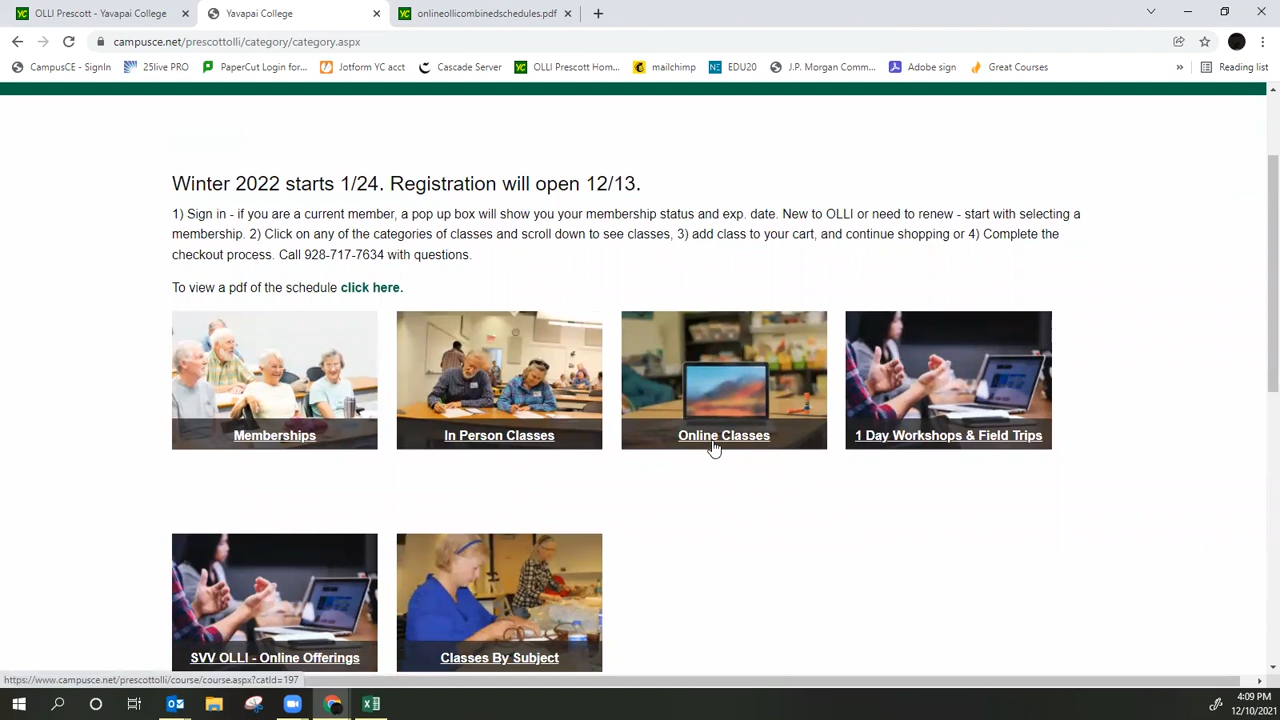 OLLI Prescott - Yavapai College
Yavapai College
onlineollicombinedschedules.pdf
campusce.net/prescottolli/category/category.aspx
CampusCE - SignIn
25live PRO
PaperCut Login for...
Jotform YC acct
Cascade Server
OLLI Prescott Hom...
mailchimp
EDU20
J.P. Morgan Comm...
Adobe sign
Great Courses
»
Reading list
Winter 2022 starts 1/24. Registration will open 12/13.
1) Sign in - if you are a current member, a pop up box will show you your membership status and exp. date. New to OLLI or need to renew - start with selecting a
membership. 2) Click on any of the categories of classes and scroll down to see classes, 3) add class to your cart, and continue shopping or 4) Complete the
checkout process. Call 928-717-7634 with questions.
To view a pdf of the schedule click here.
Memberships
In Person Classes
Online Classes
1 Day Workshops & Field Trips
SVV OLLI - Online Offerings
Classes By Subject
https://www.campusce.net/prescottolli/course/course.aspx?catId=197
4:09 PM
12/10/2021